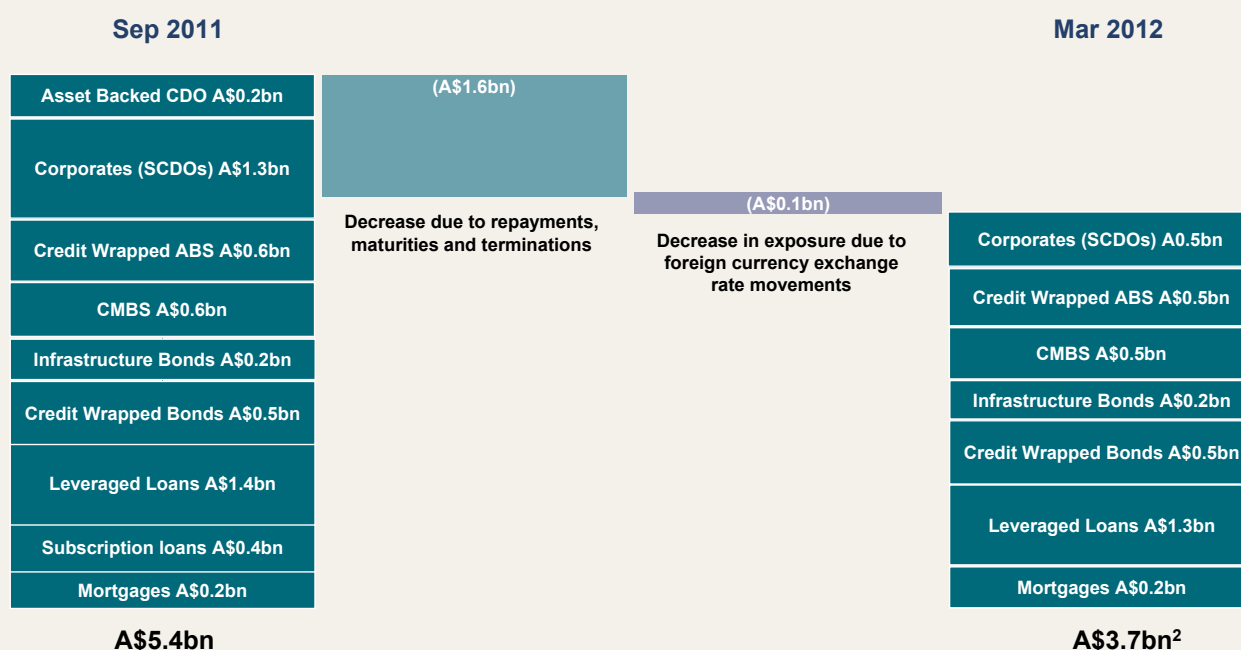 Sep 2011
Asset Backed CDO A$0.2bn
Corporates (SCDOs) A$1.3bn
Credit Wrapped ABS A$0.6bn
CMBS A$0.6bn
Infrastructure Bonds A$0.2bn
Credit Wrapped Bonds A$0.5bn
Leveraged Loans A$1.4bn
Subscription loans A$0.4bn
Mortgages A$0.2bn
A$5.4bn
(A$1.6bn)
Decrease due to repayments,
maturities and terminations
(A$0.1bn)
Decrease in exposure due to
foreign currency exchange
rate movements
Mar 2012
Corporates (SCDOs) A0.5bn
Credit Wrapped ABS A$0.5bn
CMBS A$0.5bn
Infrastructure Bonds A$0.2bn
Credit Wrapped Bonds A$0.5bn
Leveraged Loans A$1.3bn
Mortgages A$0.2bn
A$3.7bn²